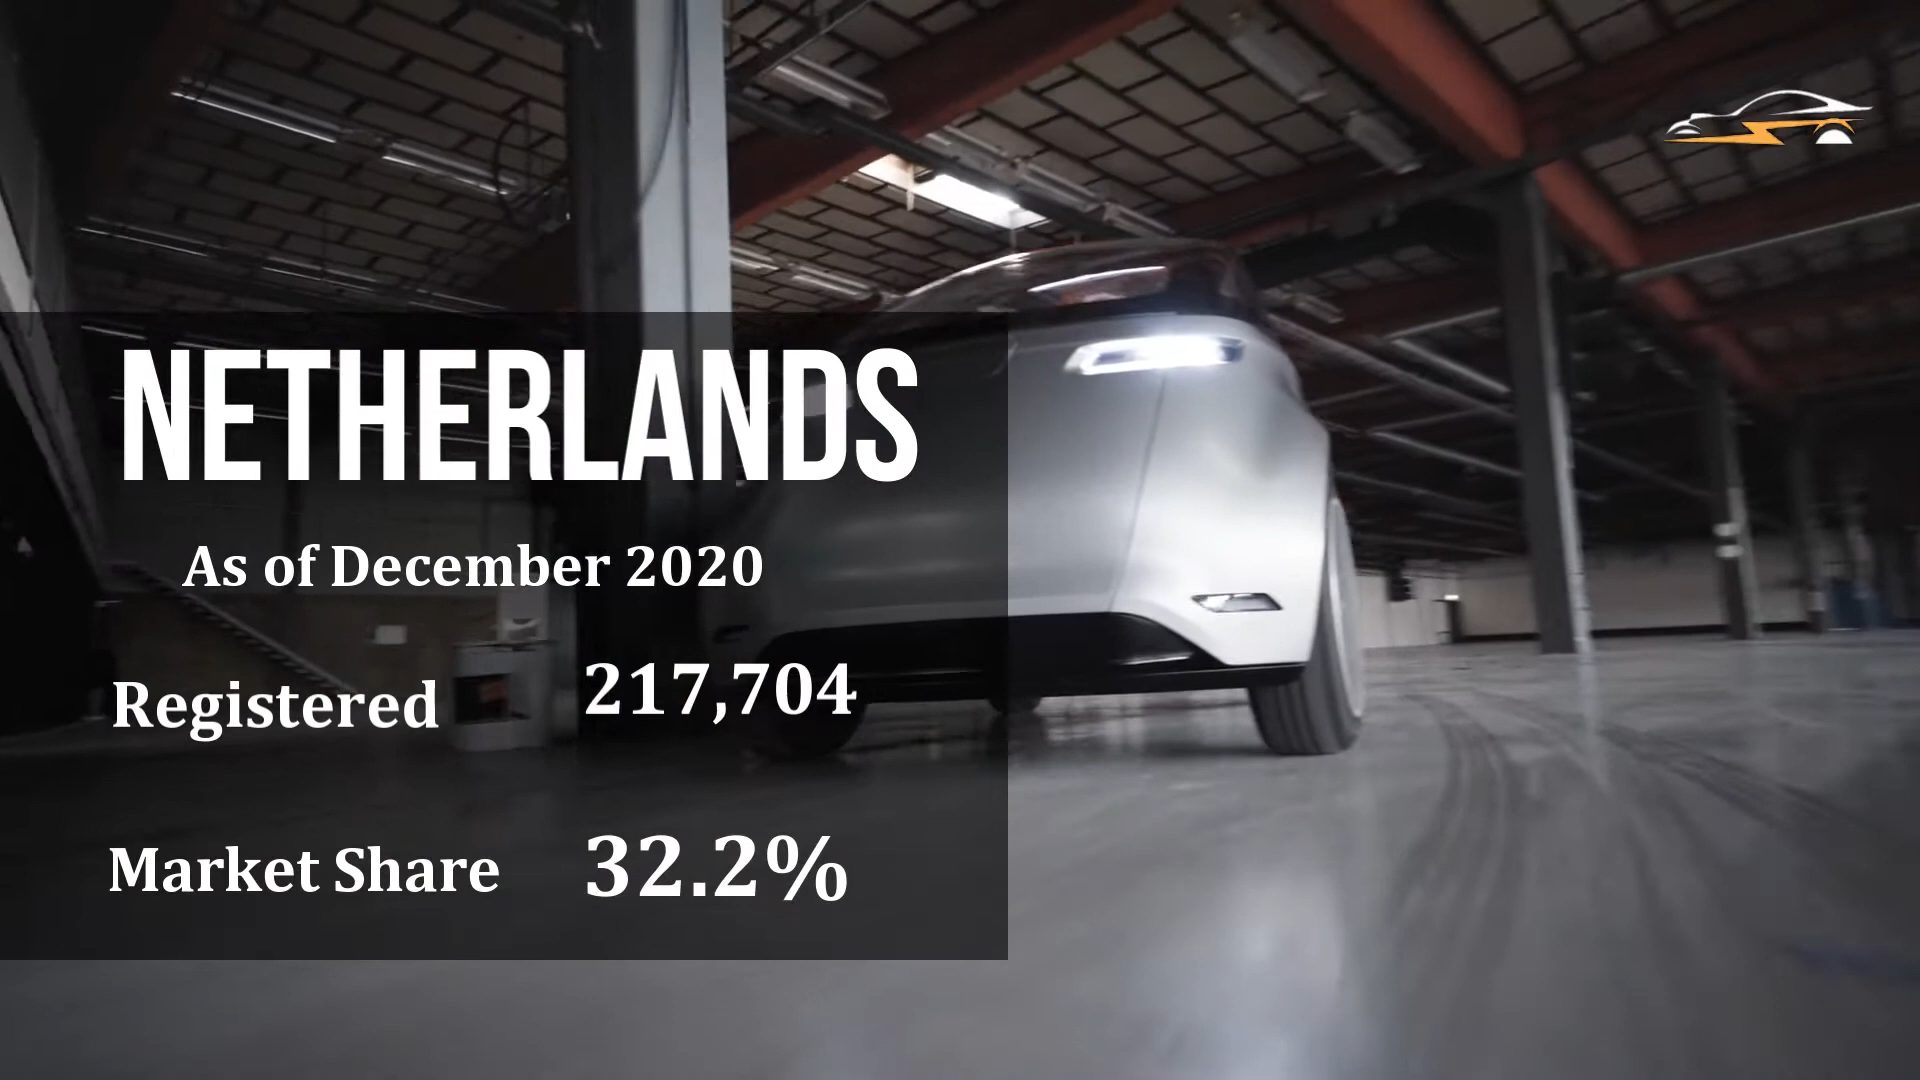 NETHERLANDS
As of December 2020
Registered 217,704
Market Share 32.2%